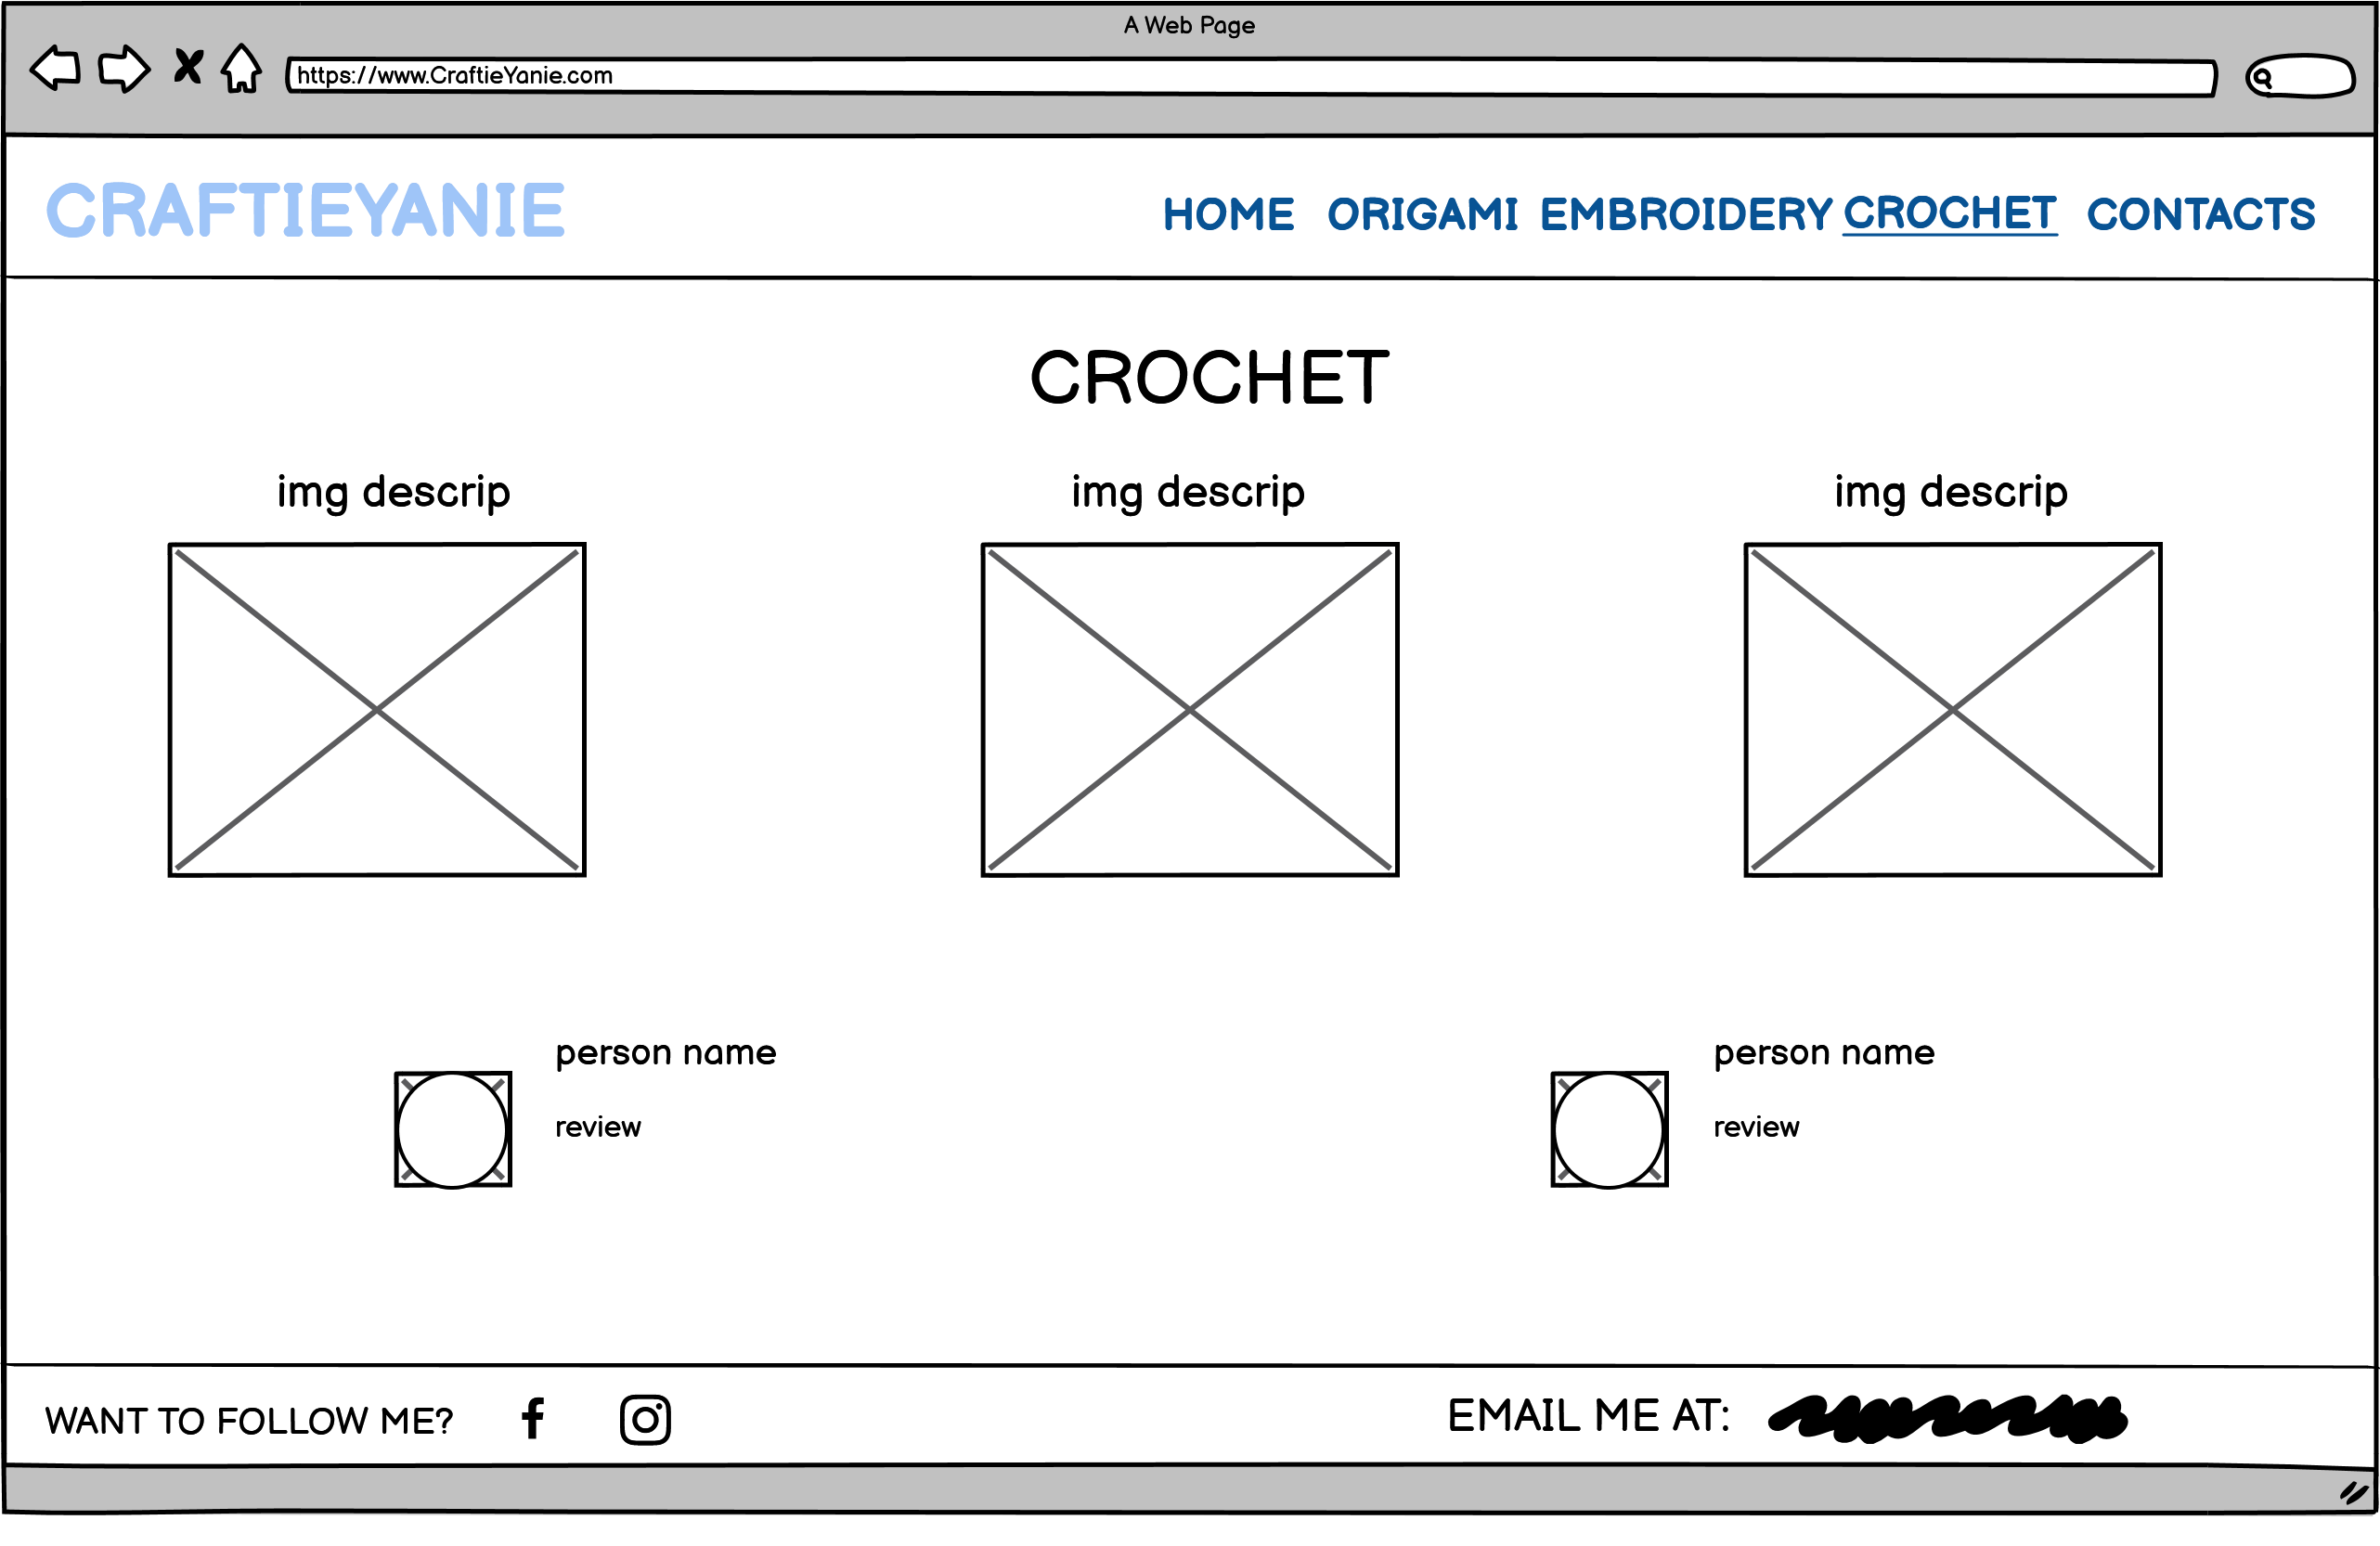 A Web Page
https://www.CraftieYanie.com
CRAFTIEYANIE
HOME ORIGAMI EMBROIDERY CROCHET CONTACTS
CROCHET
img descrip img descrip img descrip
person name person name
review review
WANT TO FOLLOW ME? EMAIL ME AT: